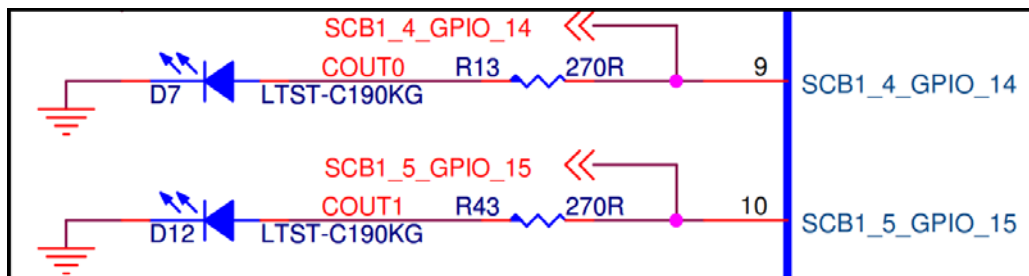 SCB1_4_GPIO_14
COUT0 R13 270R 9
D7 LTST-C190KG SCB1_4_GPIO_14
SCB1_5_GPIO_15
COUT1 R43 270R 10
D12 LTST-C190KG SCB1_5_GPIO_15